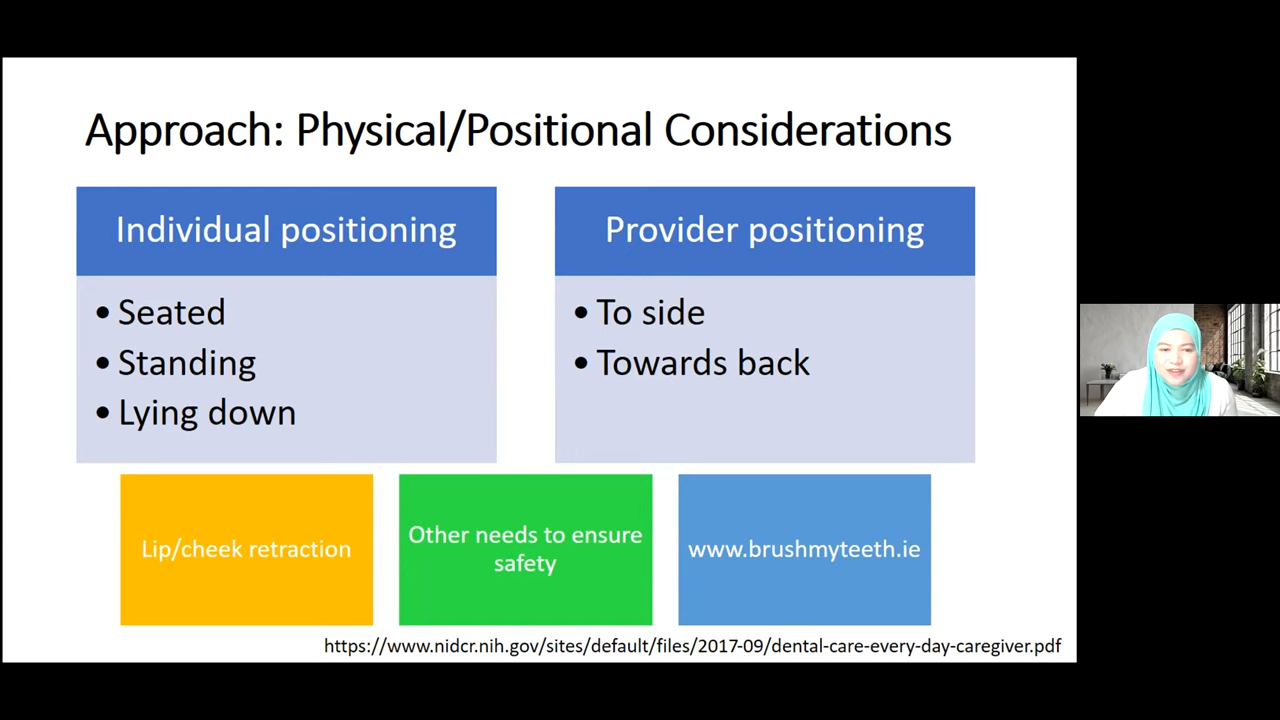 Approach: Physical/Positional Considerations
Individual positioning
• Seated
• Standing
• Lying down
Provider positioning
• To side
• Towards back
Lip/cheek retraction
Other needs to ensure
safety
www.brushmyteeth.ie
https://www.nidcr.nih.gov/sites/default/files/2017-09/dental-care-every-day-caregiver.pdf